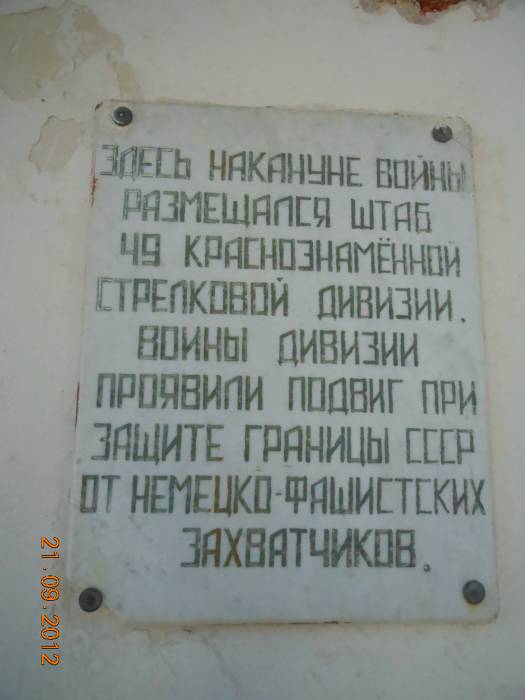 ЗДЕСЬ НАКАНУНЕ ВОЙНЫ
РАЗМЕЩАЛСЯ ШТАБ
49 КРАСНОЗНАМЁННОЙ
СТРЕЛКОВОЙ ДИВИЗИИ.
ВОИНЫ ДИВИЗИИ
ПРОЯВИЛИ ПОДВИГ ПРИ
ЗАЩИТЕ ГРАНИЦЫ СССР
ОТ НЕМЕЦКО-ФАШИСТСКИХ
ЗАХВАТЧИКОВ.
21.09.2012